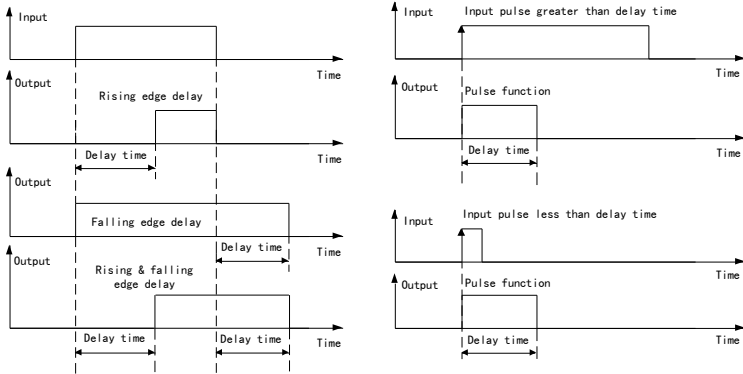 Input
Time
Output
Rising edge delay
Delay time
Time
Output
Falling edge delay
Delay time
Time
Output
Rising & falling
edge delay
Delay time
Delay time
Time
Input pulse greater than delay time
Input
Time
Output
Pulse function
Delay time
Time
Input pulse less than delay time
Input
Time
Output
Pulse function
Delay time
Time